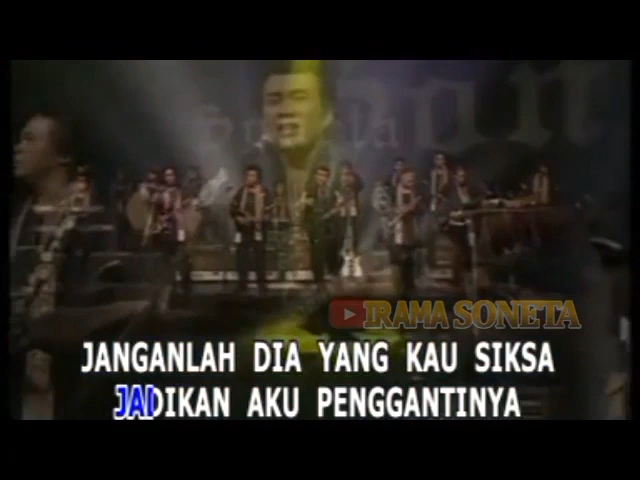 IRAMA SONETA
JANGANLAH DIA YANG KAU SIKSA
JADIKAN AKU PENGGANTINYA